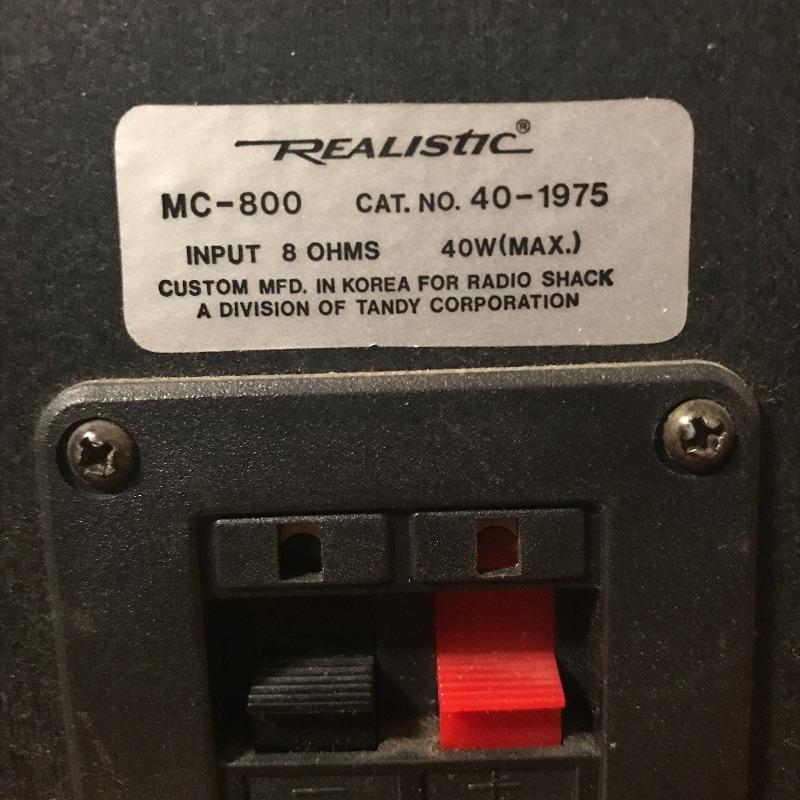 REALISTIC®
MC-800 CAT. NO. 40-1975
INPUT 8 OHMS 40W(MAX.)
CUSTOM MFD. IN KOREA FOR RADIO SHACK
A DIVISION OF TANDY CORPORATION
− +